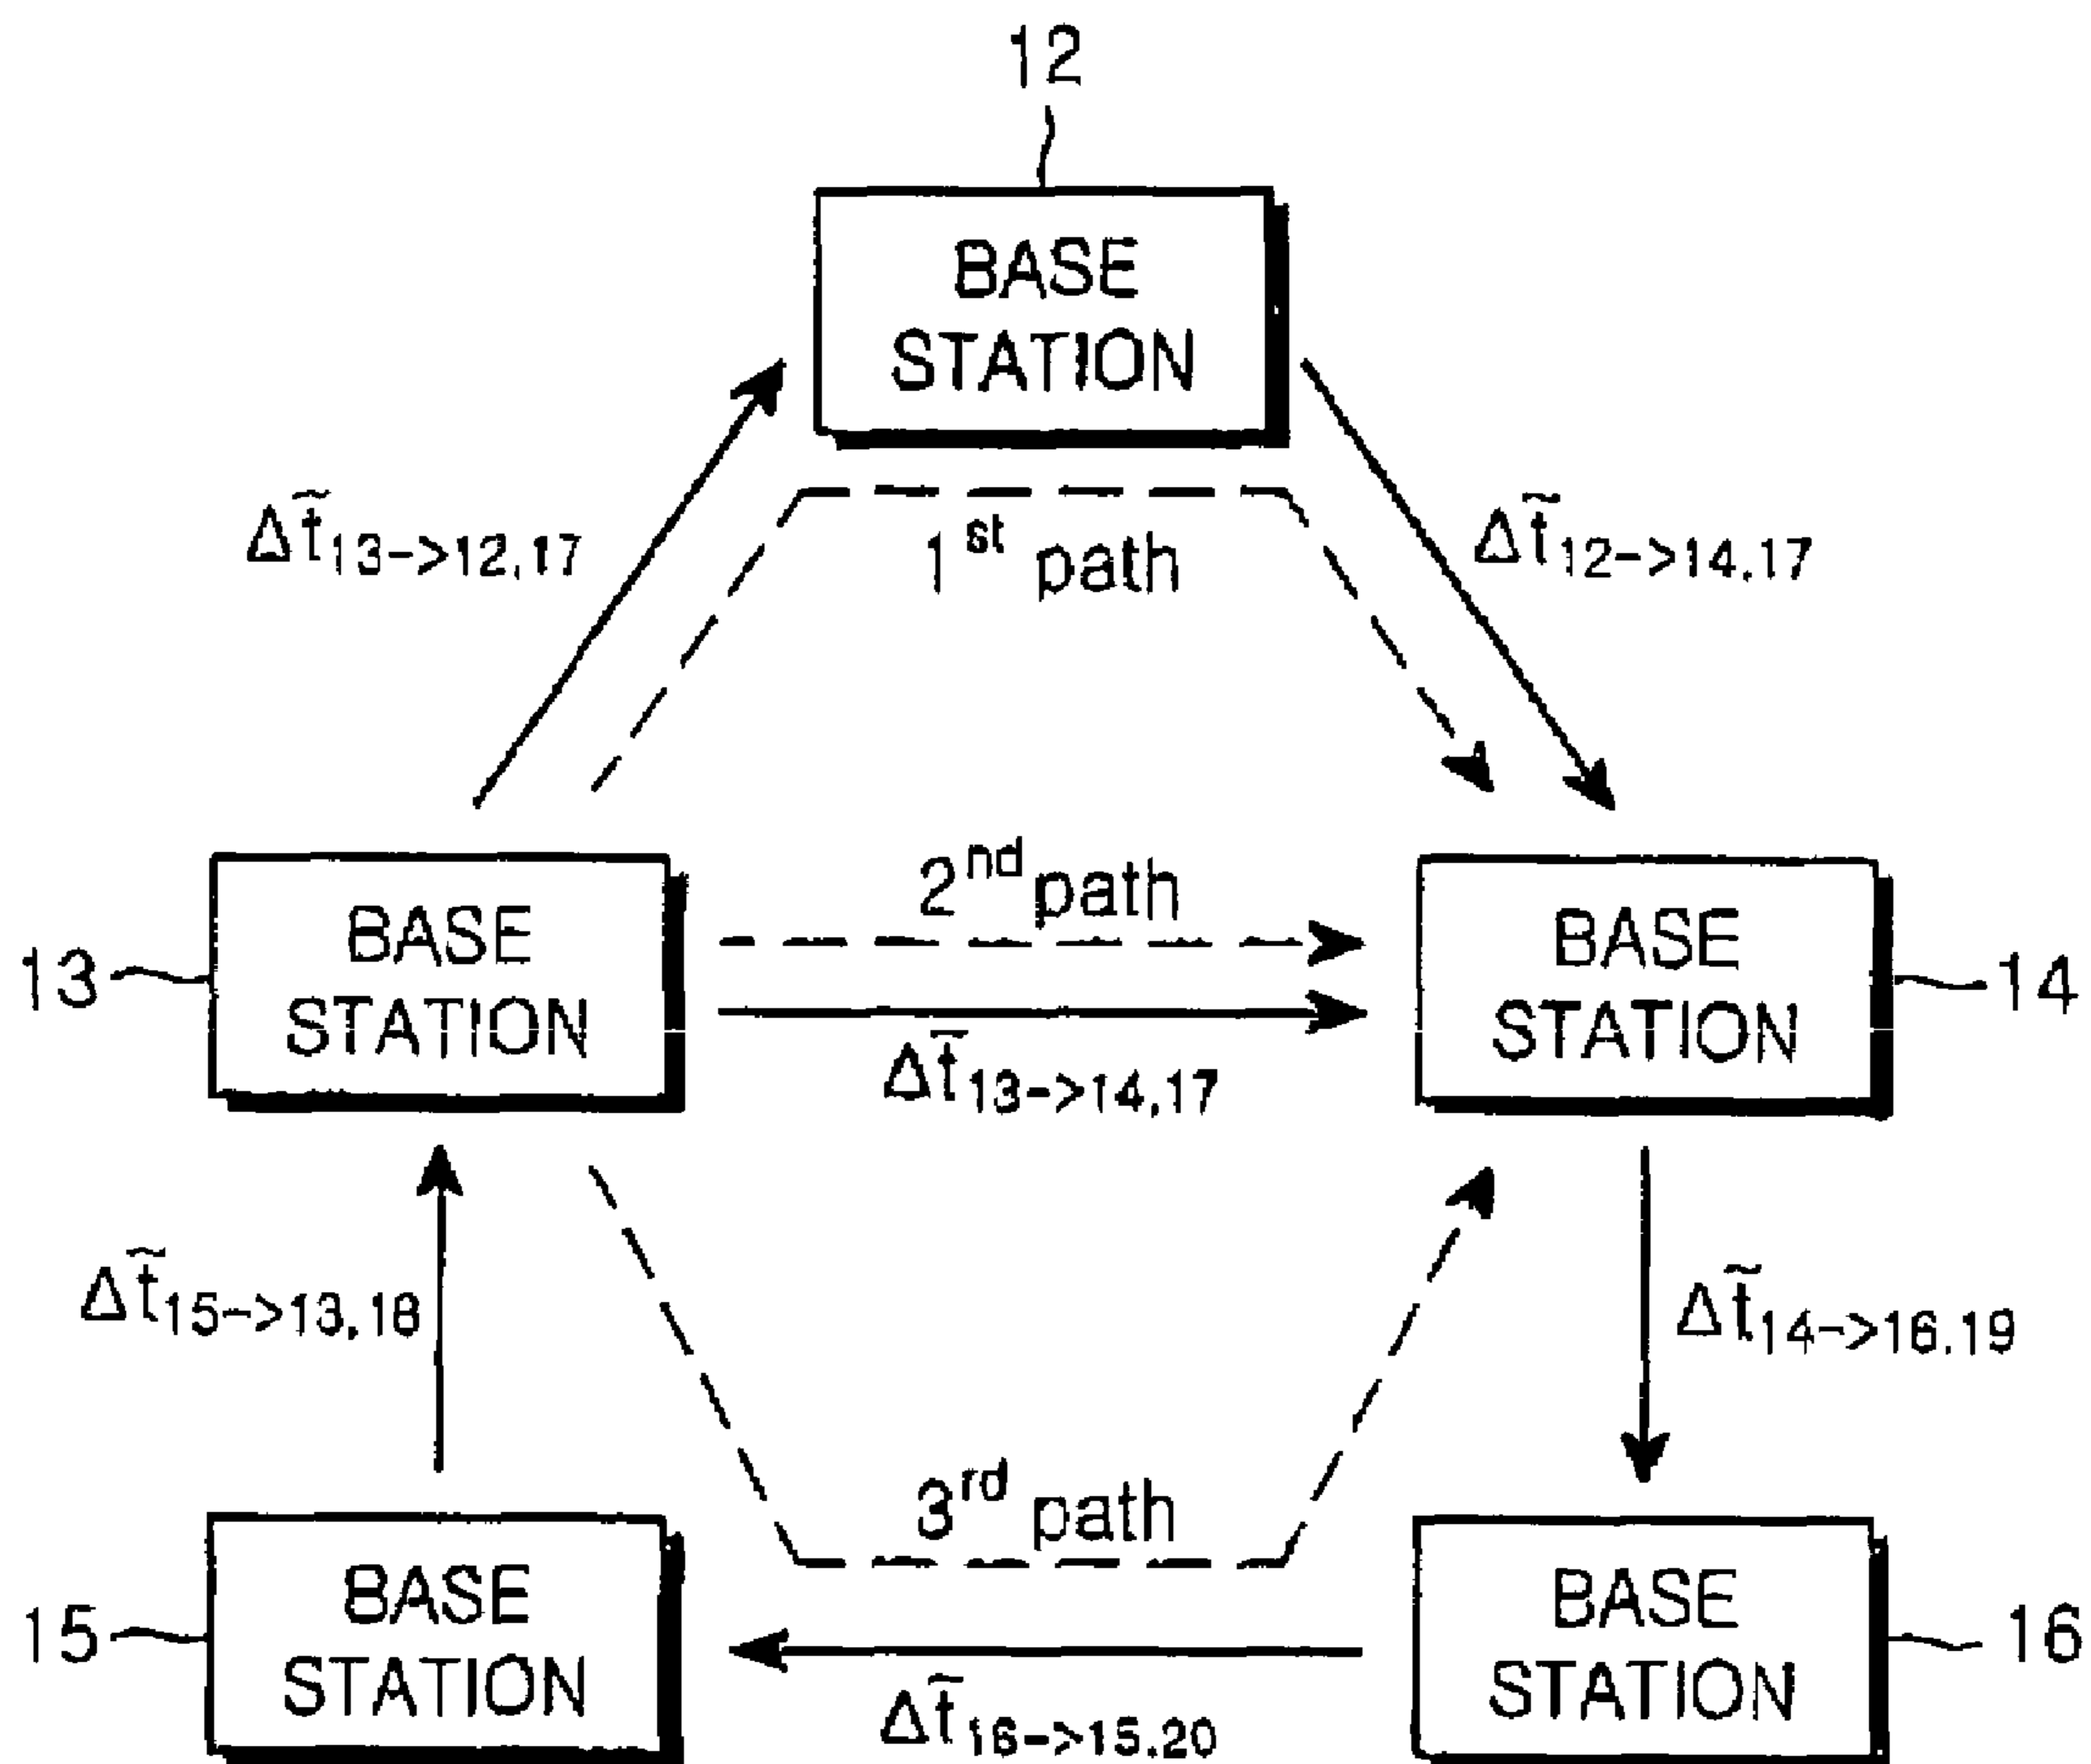 12
BASE
STATION
Δt̃13->12,17
1st path
Δt̃12->14,17
13
BASE
STATION
2nd path
Δt̃13->14,17
BASE
STATION
14
Δt̃15->13,18
Δt̃14->16,19
15
BASE
STATION
3rd path
Δt̃16->15,20
BASE
STATION
16